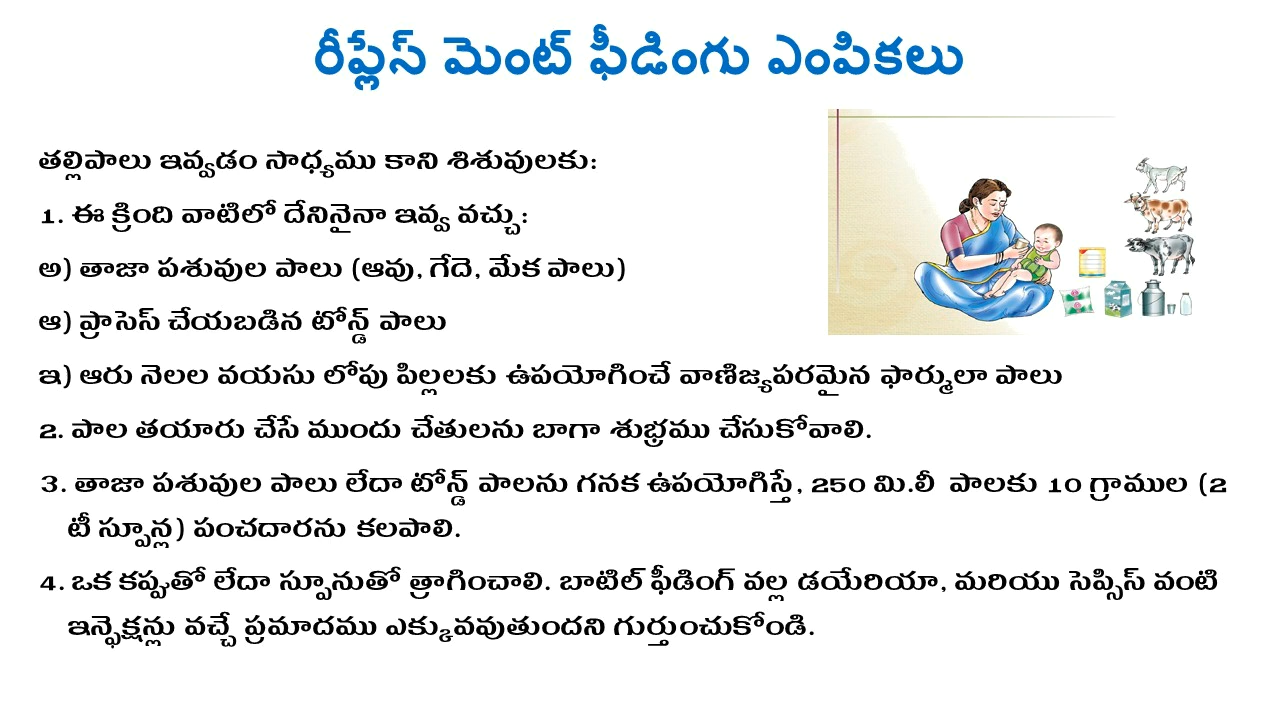 రీప్లేస్ మెంట్ ఫీడింగు ఎంపికలు
తల్లిపాలు ఇవ్వడం సాధ్యము కాని శిశువులకు:
1. ఈ క్రింది వాటిలో దేనినైనా ఇవ్వ వచ్చు:
అ) తాజా పశువుల పాలు (ఆవు, గేదె, మేక పాలు)
ఆ) ప్రాసెస్ చేయబడిన టోన్డ్ పాలు
ఇ) ఆరు నెలల వయసు లోపు పిల్లలకు ఉపయోగించే వాణిజ్యపరమైన ఫార్ములా పాలు
2. పాల తయారు చేసే ముందు చేతులను బాగా శుభ్రము చేసుకోవాలి.
3. తాజా పశువుల పాలు లేదా టోన్డ్ పాలను గనక ఉపయోగిస్తే, 250 మి.లీ పాలకు 10 గ్రాముల (2
టీ స్పూన్ల) పంచదారను కలపాలి.
4. ఒక కప్పుతో లేదా స్పూనుతో త్రాగించాలి. బాటిల్ ఫీడింగ్ వల్ల డయేరియా, మరియు సెప్సిస్ వంటి
ఇన్ఫెక్షన్లు వచ్చే ప్రమాదము ఎక్కువవుతుందని గుర్తుంచుకోండి.